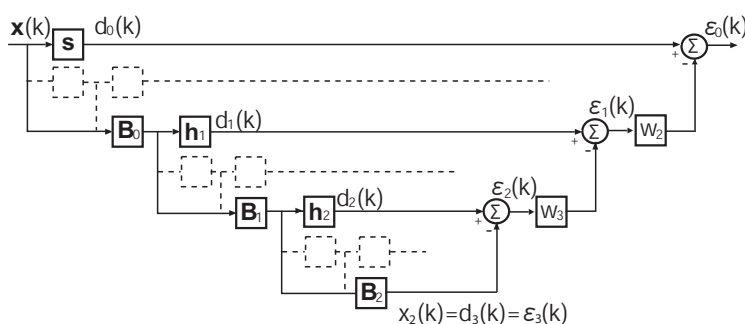 x(k) s d₀(k) + Σ - ε₀(k)
B₀ h₁ d₁(k) + Σ - ε₁(k) W₂
B₁ h₂ d₂(k) + Σ - ε₂(k) W₃
B₂
x₂(k)=d₃(k)=ε₃(k)